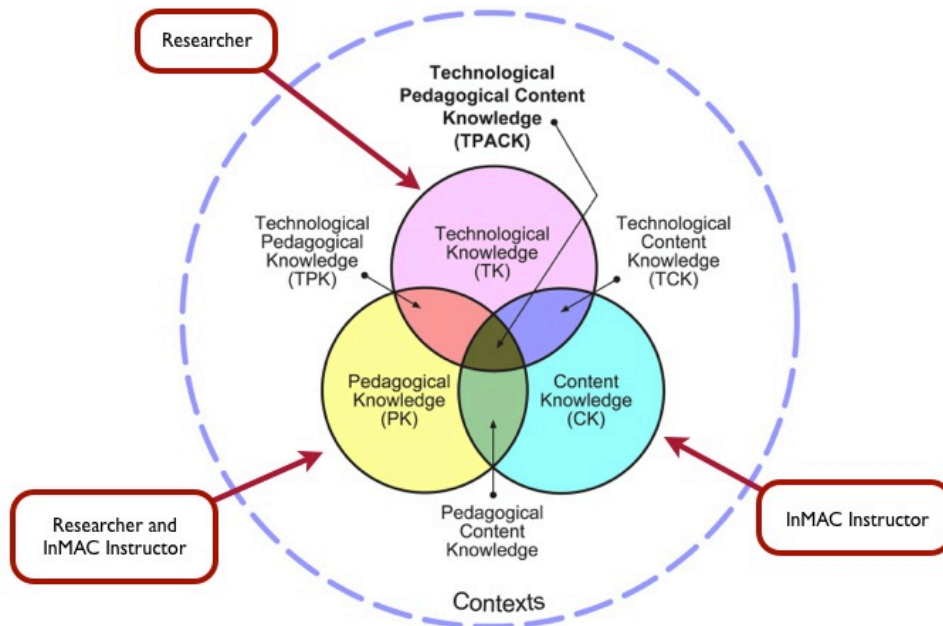 Researcher
Technological
Pedagogical Content
Knowledge
(TPACK)
Technological
Pedagogical
Knowledge
(TPK)
Technological
Knowledge
(TK)
Technological
Content
Knowledge
(TCK)
Pedagogical
Knowledge
(PK)
Content
Knowledge
(CK)
Researcher and
InMAC Instructor
Pedagogical
Content
Knowledge
InMAC Instructor
Contexts